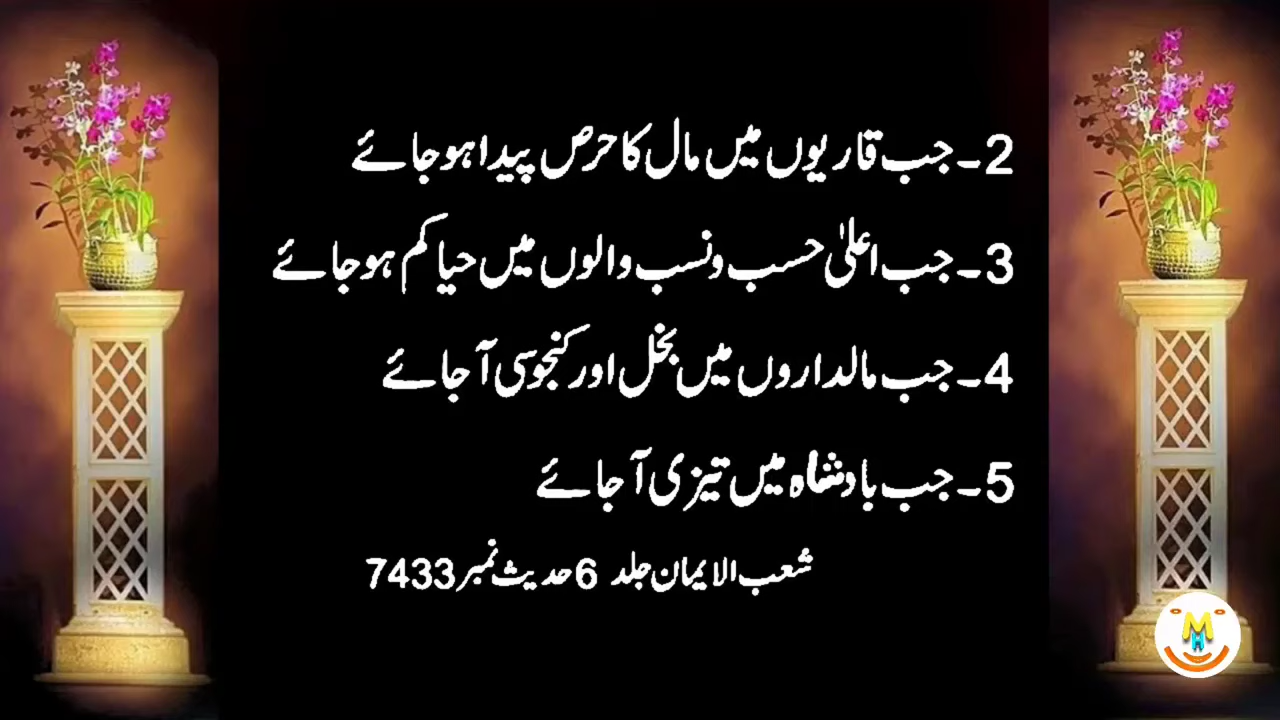 2۔جب قاریوں میں مال کا حرص پیدا ہو جائے
3۔جب اعلیٰ حسب و نسب والوں میں حیا کم ہو جائے
4۔جب مالداروں میں بخل اور کنجوسی آ جائے
5۔جب بادشاہ میں تیزی آ جائے
شعب الایمان جلد 6 حدیث نمبر 7433
M
H